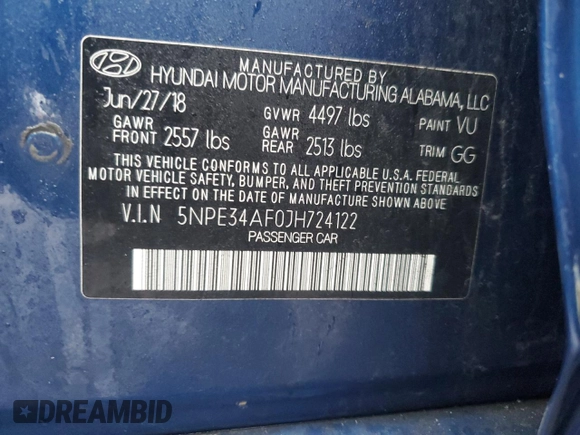 MANUFACTURED BY
HYUNDAI MOTOR MANUFACTURING ALABAMA, LLC
Jun/27/18 GVWR 4497 lbs PAINT VU
GAWR FRONT 2557 lbs GAWR REAR 2513 lbs TRIM GG
THIS VEHICLE CONFORMS TO ALL APPLICABLE U.S.A. FEDERAL
MOTOR VEHICLE SAFETY, BUMPER, AND THEFT PREVENTION STANDARDS
IN EFFECT ON THE DATE OF MANUFACTURE SHOWN ABOVE.
V.I.N 5NPE34AF0JH724122
PASSENGER CAR
DREAMBID